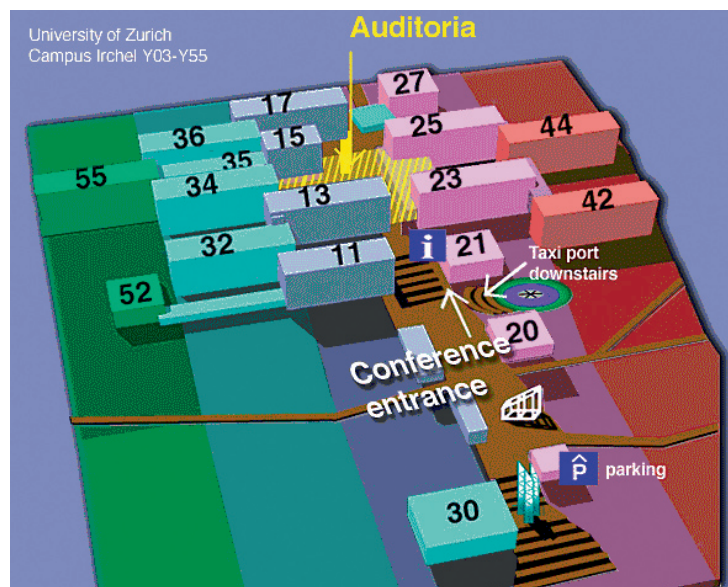 University of Zurich
Campus Irchel Y03-Y55
Auditoria
27
17
25
44
36
15
35
55
34
13
23
42
32
i
21
11
Taxi port
downstairs
52
20
Conference
entrance
P
parking
30